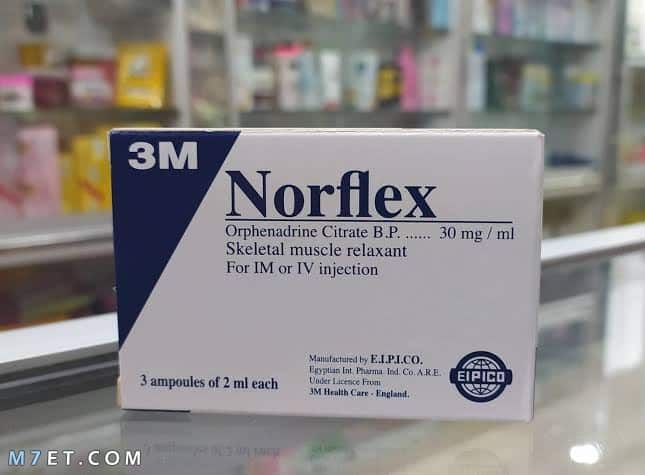 3M
Norflex
Orphenadrine Citrate B.P. ...... 30 mg / ml
Skeletal muscle relaxant
For IM or IV injection
Manufactured by E.I.P.I.CO.
Egyptian Int. Pharma. Ind. Co. A.R.E.
Under Licence From
3M Health Care - England.
EIPICO
3 ampoules of 2 ml each
M7ET.COM